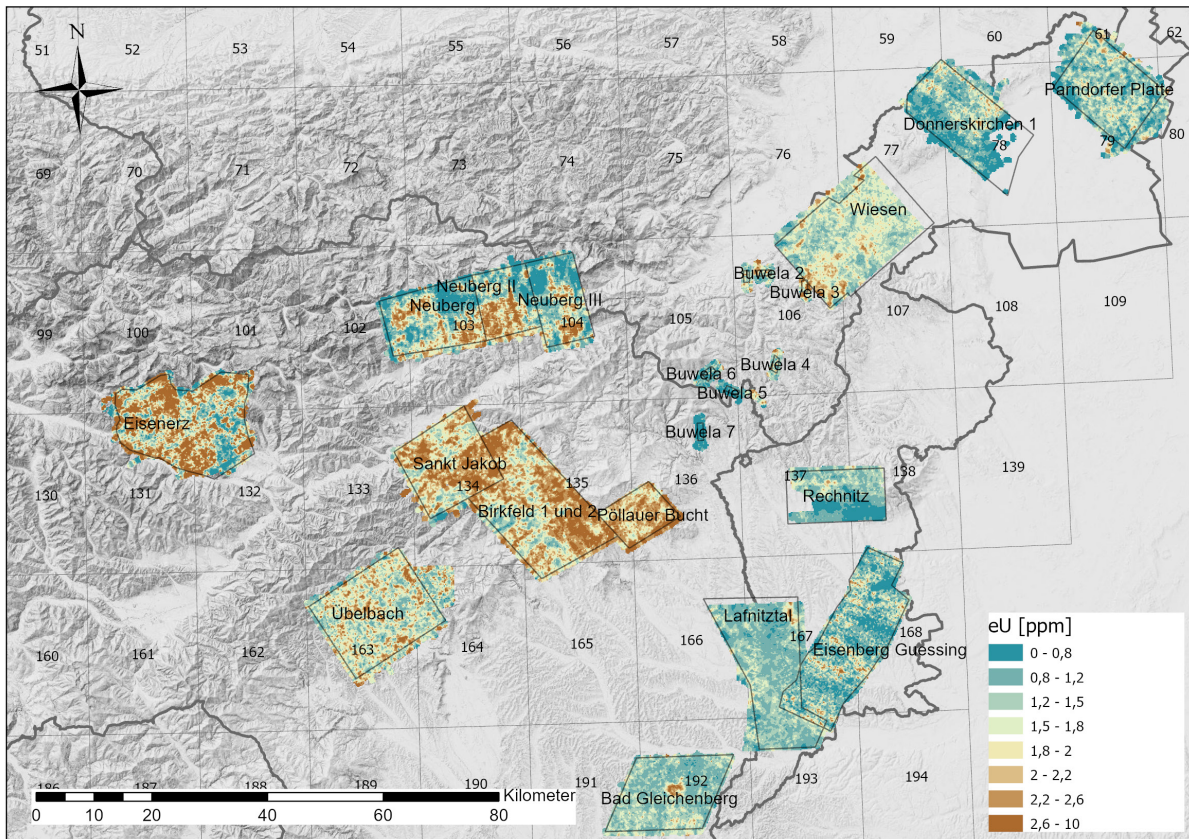 N
51
52
53
54
55
56
57
58
59
60
61
62
Parndorfer Platte
Donnerskirchen 1
69
70
71
72
73
74
75
76
77
78
79
80
Wiesen
Buwela 2
Buwela 3
Neuberg II
Neuberg
Neuberg III
99
100
101
102
103
104
105
106
107
108
109
Buwela 4
Buwela 6
Buwela 5
Buwela 7
Eisenerz
Sankt Jakob
130
131
132
133
134
135
136
137
138
139
Rechnitz
Birkfeld 1 und 2
Pöllauer Bucht
Übelbach
Lafnitztal
Eisenberg Guessing
160
161
162
163
164
165
166
167
168
186
187
188
189
190
191
192
193
194
Bad Gleichenberg
0
10
20
40
60
80
Kilometer
eU [ppm]
0 - 0,8
0,8 - 1,2
1,2 - 1,5
1,5 - 1,8
1,8 - 2
2 - 2,2
2,2 - 2,6
2,6 - 10